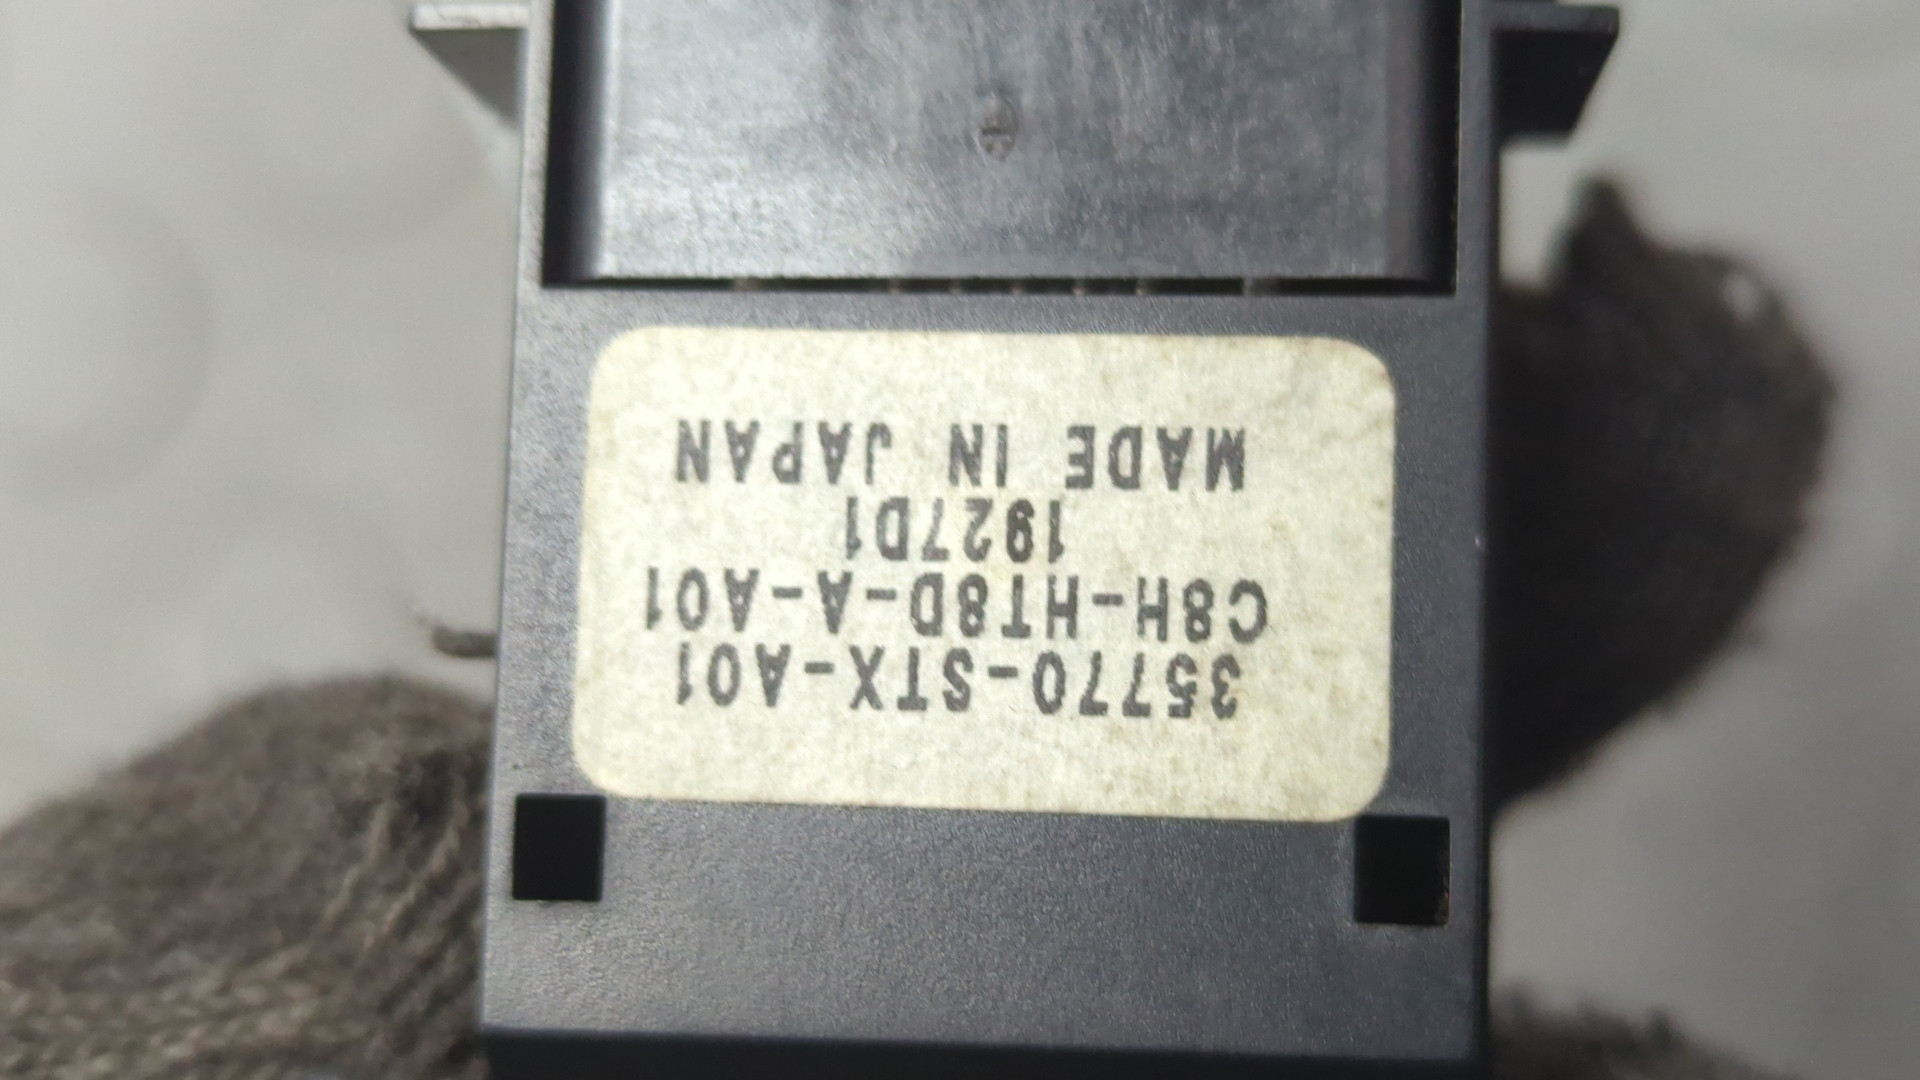 35770-STX-A01
C8H-HT8D-A-A01
1927D1
MADE IN JAPAN